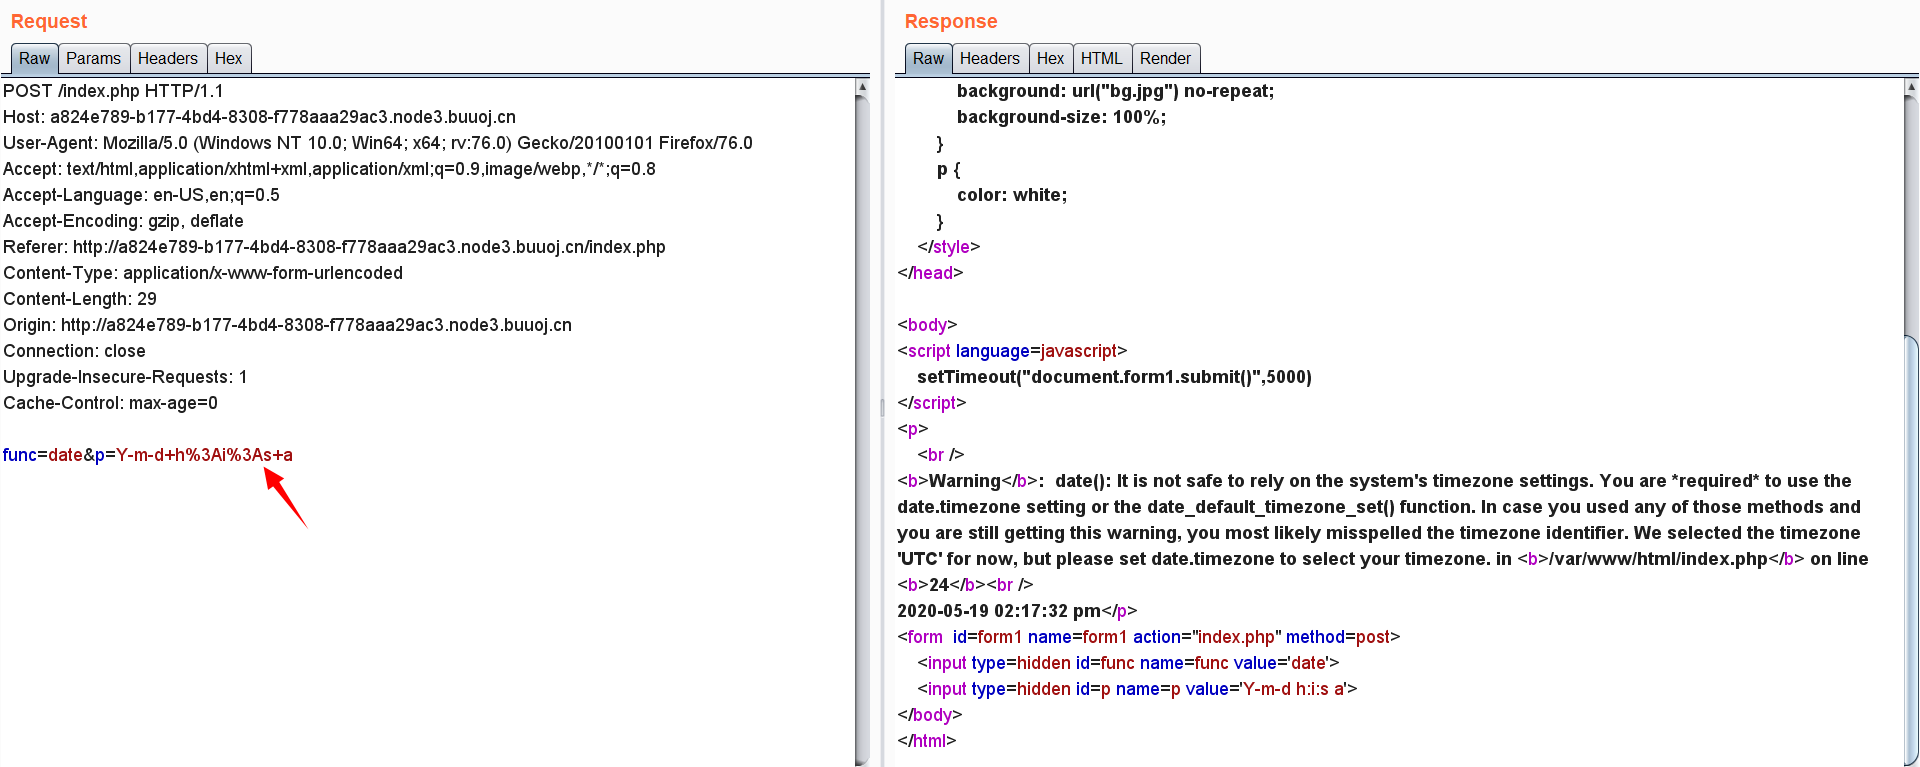 Request
Raw Params Headers Hex
POST /index.php HTTP/1.1
Host: a824e789-b177-4bd4-8308-f778aaa29ac3.node3.buuoj.cn
User-Agent: Mozilla/5.0 (Windows NT 10.0; Win64; x64; rv:76.0) Gecko/20100101 Firefox/76.0
Accept: text/html,application/xhtml+xml,application/xml;q=0.9,image/webp,*/*;q=0.8
Accept-Language: en-US,en;q=0.5
Accept-Encoding: gzip, deflate
Referer: http://a824e789-b177-4bd4-8308-f778aaa29ac3.node3.buuoj.cn/index.php
Content-Type: application/x-www-form-urlencoded
Content-Length: 29
Origin: http://a824e789-b177-4bd4-8308-f778aaa29ac3.node3.buuoj.cn
Connection: close
Upgrade-Insecure-Requests: 1
Cache-Control: max-age=0
func=date&p=Y-m-d+h%3Ai%3As+a
Response
Raw Headers Hex HTML Render
background: url("bg.jpg") no-repeat;
background-size: 100%;
}
p {
color: white;
}
</style>
</head>
<body>
<script language=javascript>
setTimeout("document.form1.submit()",5000)
</script>
<p>
<br />
<b>Warning</b>:  date(): It is not safe to rely on the system's timezone settings. You are *required* to use the
date.timezone setting or the date_default_timezone_set() function. In case you used any of those methods and
you are still getting this warning, you most likely misspelled the timezone identifier. We selected the timezone
'UTC' for now, but please set date.timezone to select your timezone. in <b>/var/www/html/index.php</b> on line
<b>24</b><br />
2020-05-19 02:17:32 pm</p>
<form  id=form1 name=form1 action="index.php" method=post>
<input type=hidden id=func name=func value='date'>
<input type=hidden id=p name=p value='Y-m-d h:i:s a'>
</body>
</html>